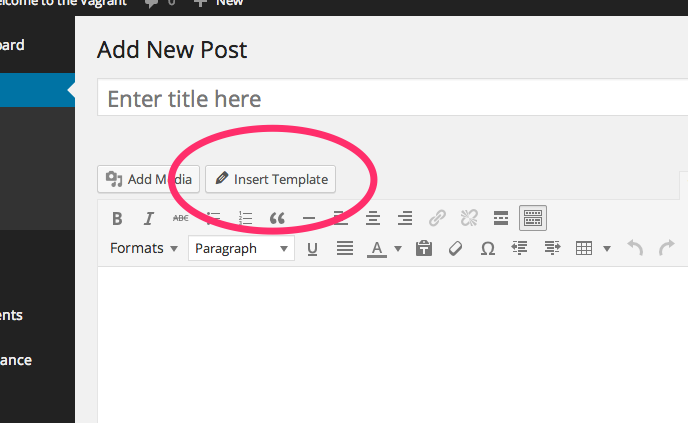 elcome to the Vagrant 0 New
oard
Add New Post
Enter title here
Add Media Insert Template
B I ABC
Formats Paragraph U A Ω
ents
ance